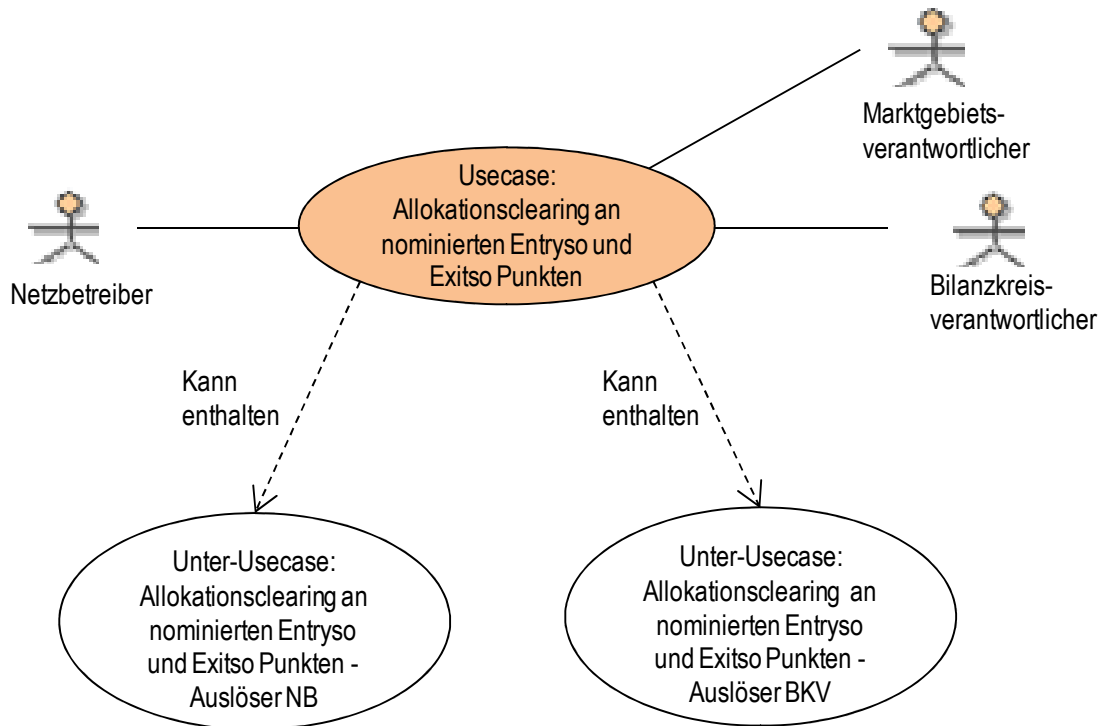 Marktgebiets-
verantwortlicher
Usecase:
Allokationsclearing an
nominierten Entryso und
Exitso Punkten
Netzbetreiber
Bilanzkreis-
verantwortlicher
Kann
enthalten
Kann
enthalten
Unter-Usecase:
Allokationsclearing an
nominierten Entryso
und Exitso Punkten -
Auslöser NB
Unter-Usecase:
Allokationsclearing an
nominierten Entryso
und Exitso Punkten -
Auslöser BKV